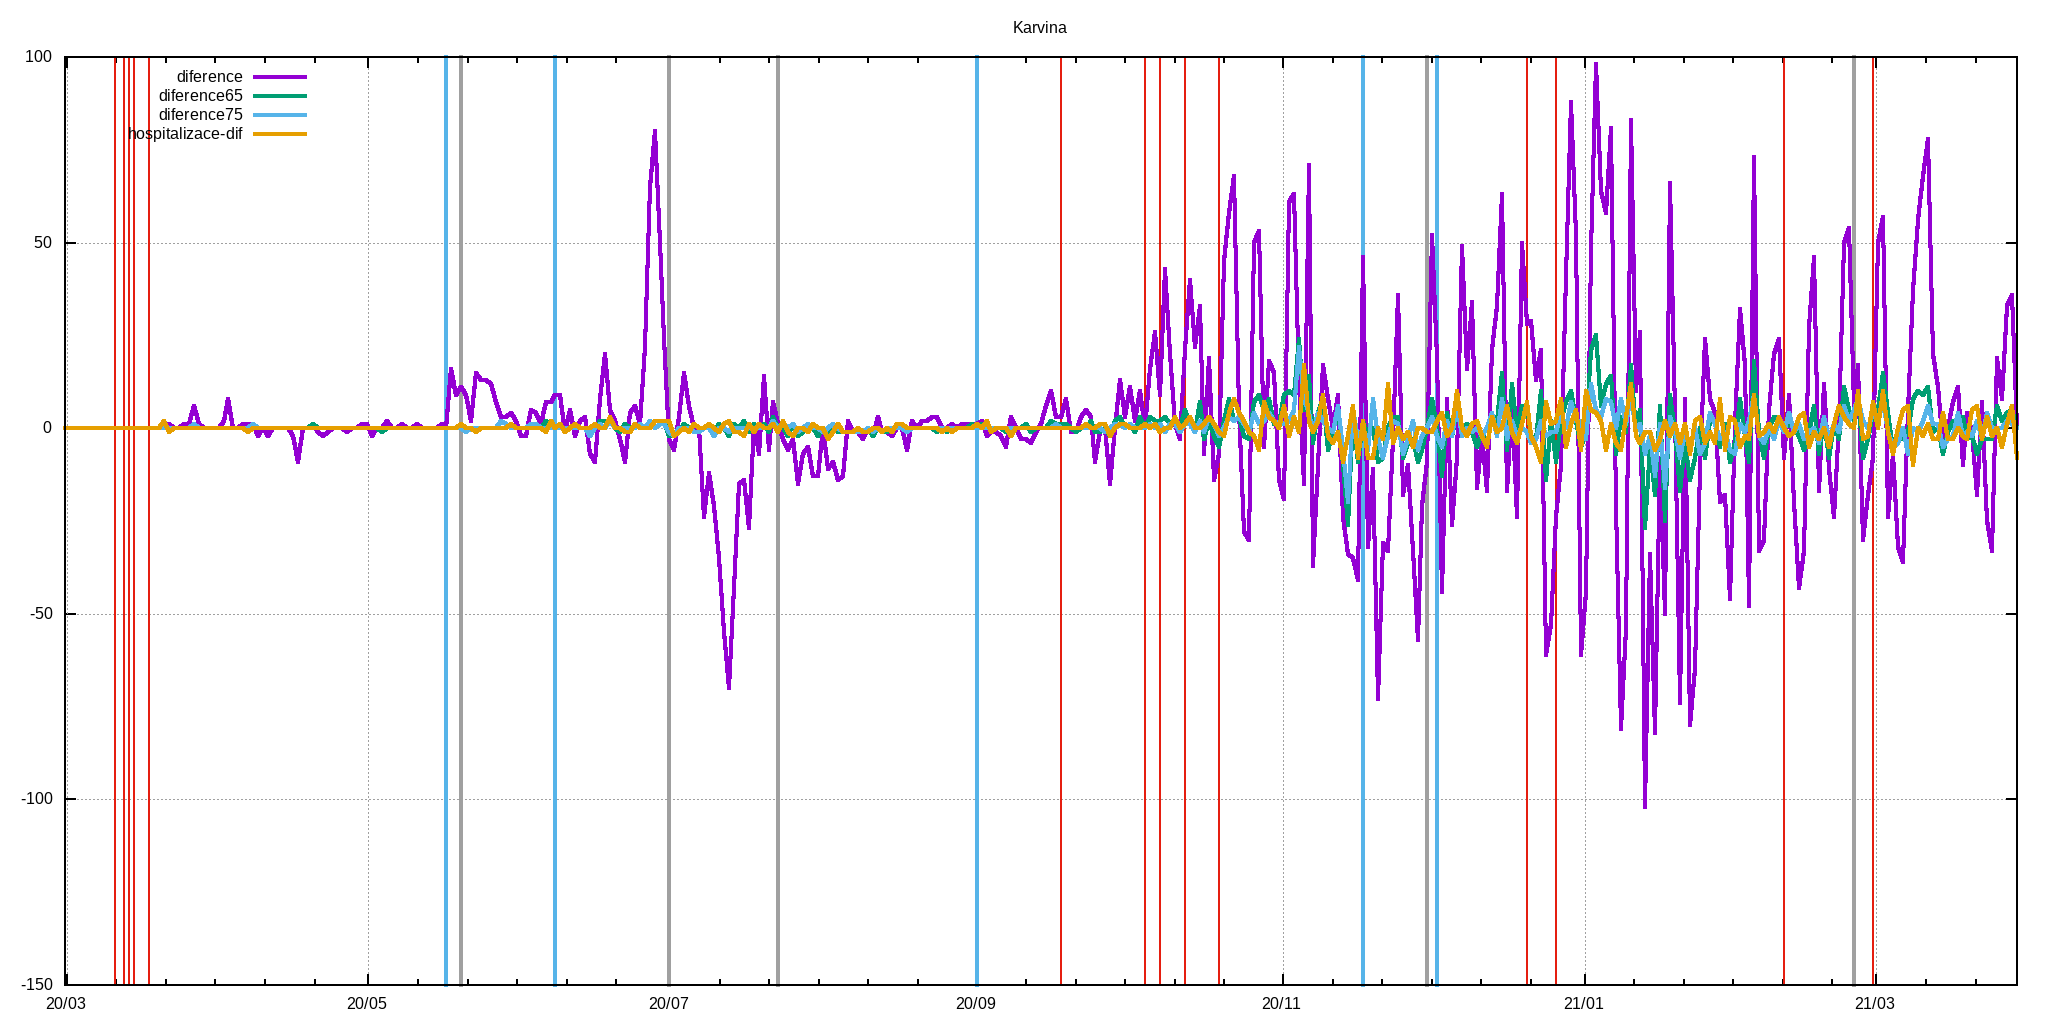 Karvina
100
diference
diference65
diference75
hospitalizace-dif
50
0
-50
-100
-150
20/03 20/05 20/07 20/09 20/11 21/01 21/03